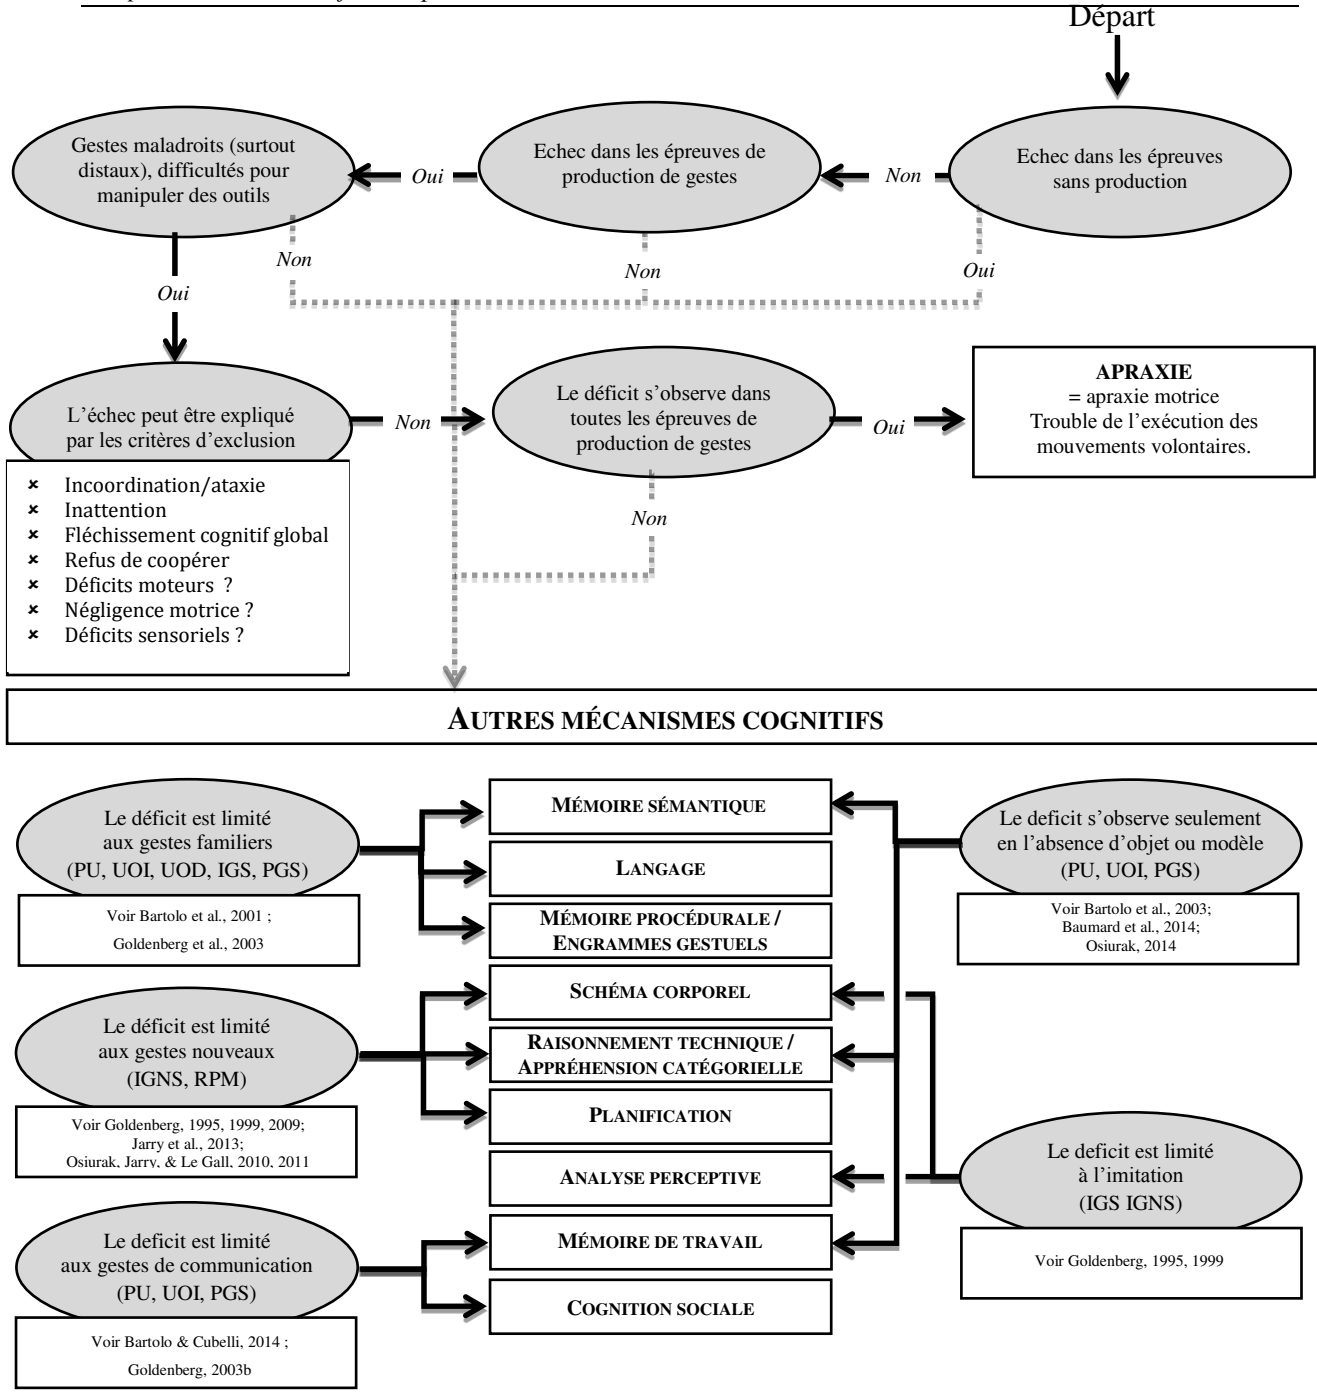 Départ
Gestes maladroits (surtout
distaux), difficultés pour
manipuler des outils
Oui
Echec dans les épreuves de
production de gestes
Non
Echec dans les épreuves
sans production
Non
Non
Oui
Oui
L’échec peut être expliqué
par les critères d’exclusion
Non
Le déficit s’observe dans
toutes les épreuves de
production de gestes
Oui
APRAXIE
= apraxie motrice
Trouble de l’exécution des
mouvements volontaires.
× Incoordination/ataxie
× Inattention
× Fléchissement cognitif global
× Refus de coopérer
× Déficits moteurs ?
× Négligence motrice ?
× Déficits sensoriels ?
Non
AUTRES MÉCANISMES COGNITIFS
Le déficit est limité
aux gestes familiers
(PU, UOI, UOD, IGS, PGS)
Voir Bartolo et al., 2001 ;
Goldenberg et al., 2003
Le déficit est limité
aux gestes nouveaux
(IGNS, RPM)
Voir Goldenberg, 1995, 1999, 2009;
Jarry et al., 2013;
Osiurak, Jarry, & Le Gall, 2010, 2011
Le deficit est limité
aux gestes de communication
(PU, UOI, PGS)
Voir Bartolo & Cubelli, 2014 ;
Goldenberg, 2003b
MÉMOIRE SÉMANTIQUE
LANGAGE
MÉMOIRE PROCÉDURALE /
ENGRAMMES GESTUELS
SCHÉMA CORPOREL
RAISONNEMENT TECHNIQUE /
APPRÉHENSION CATÉGORIELLE
PLANIFICATION
ANALYSE PERCEPTIVE
MÉMOIRE DE TRAVAIL
COGNITION SOCIALE
Le deficit s’observe seulement
en l’absence d’objet ou modèle
(PU, UOI, PGS)
Voir Bartolo et al., 2003;
Baumard et al., 2014;
Osiurak, 2014
Le deficit est limité
à l’imitation
(IGS IGNS)
Voir Goldenberg, 1995, 1999